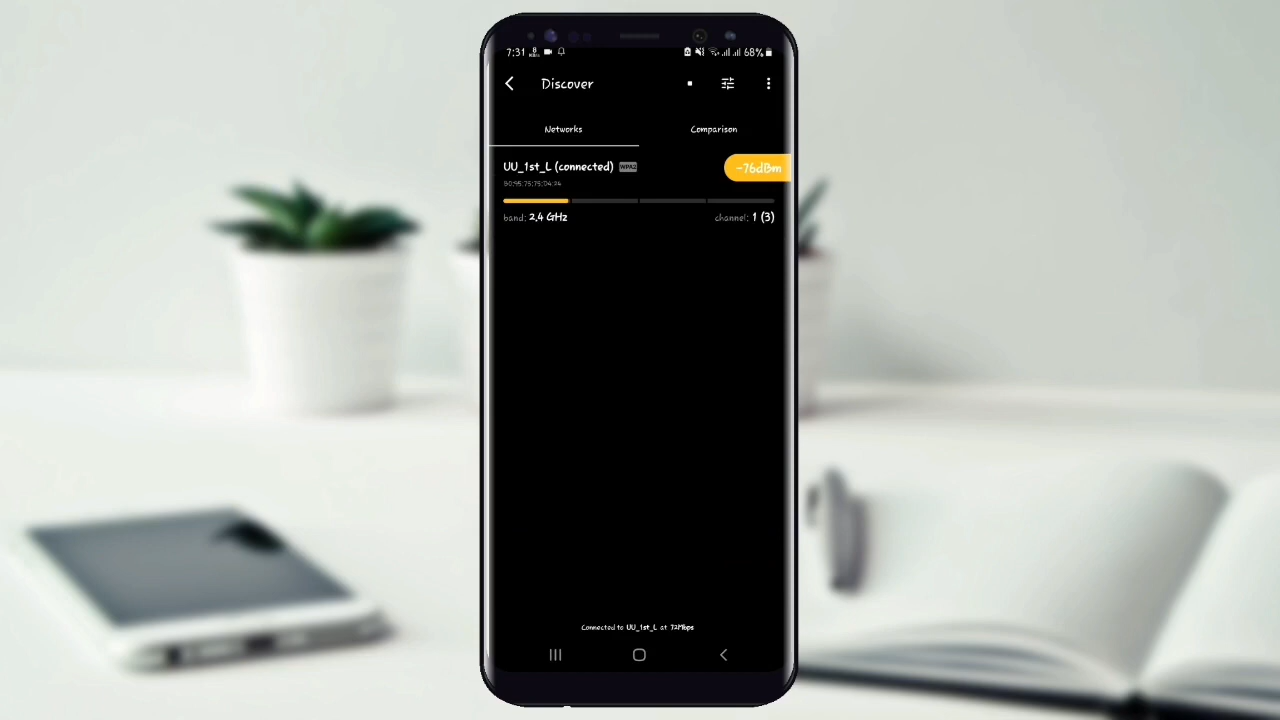 7:31 68%
Discover
Networks Comparison
UU_1st_L (connected) WPA2 -76dBm
band: 2,4 GHz channel: 1 (3)
Connected to UU_1st_L at 72Mbps